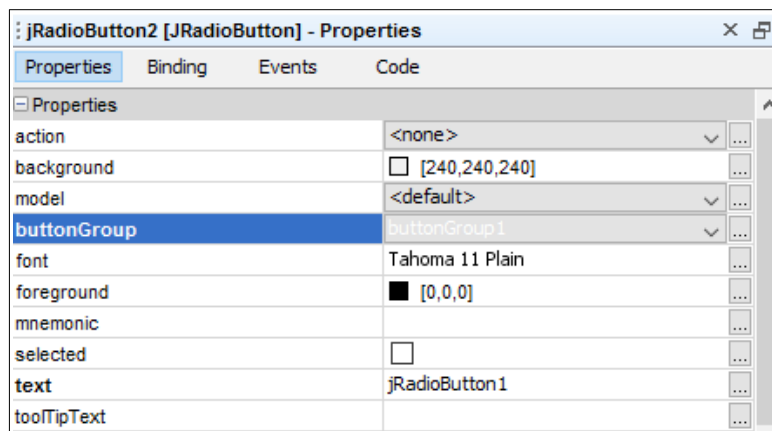 jRadioButton2 [JRadioButton] - Properties
Properties Binding Events Code
Properties
action <none> ...
background [240,240,240] ...
model <default> ...
buttonGroup buttonGroup1 ...
font Tahoma 11 Plain ...
foreground [0,0,0] ...
mnemonic ...
selected ...
text jRadioButton1 ...
toolTipText ...